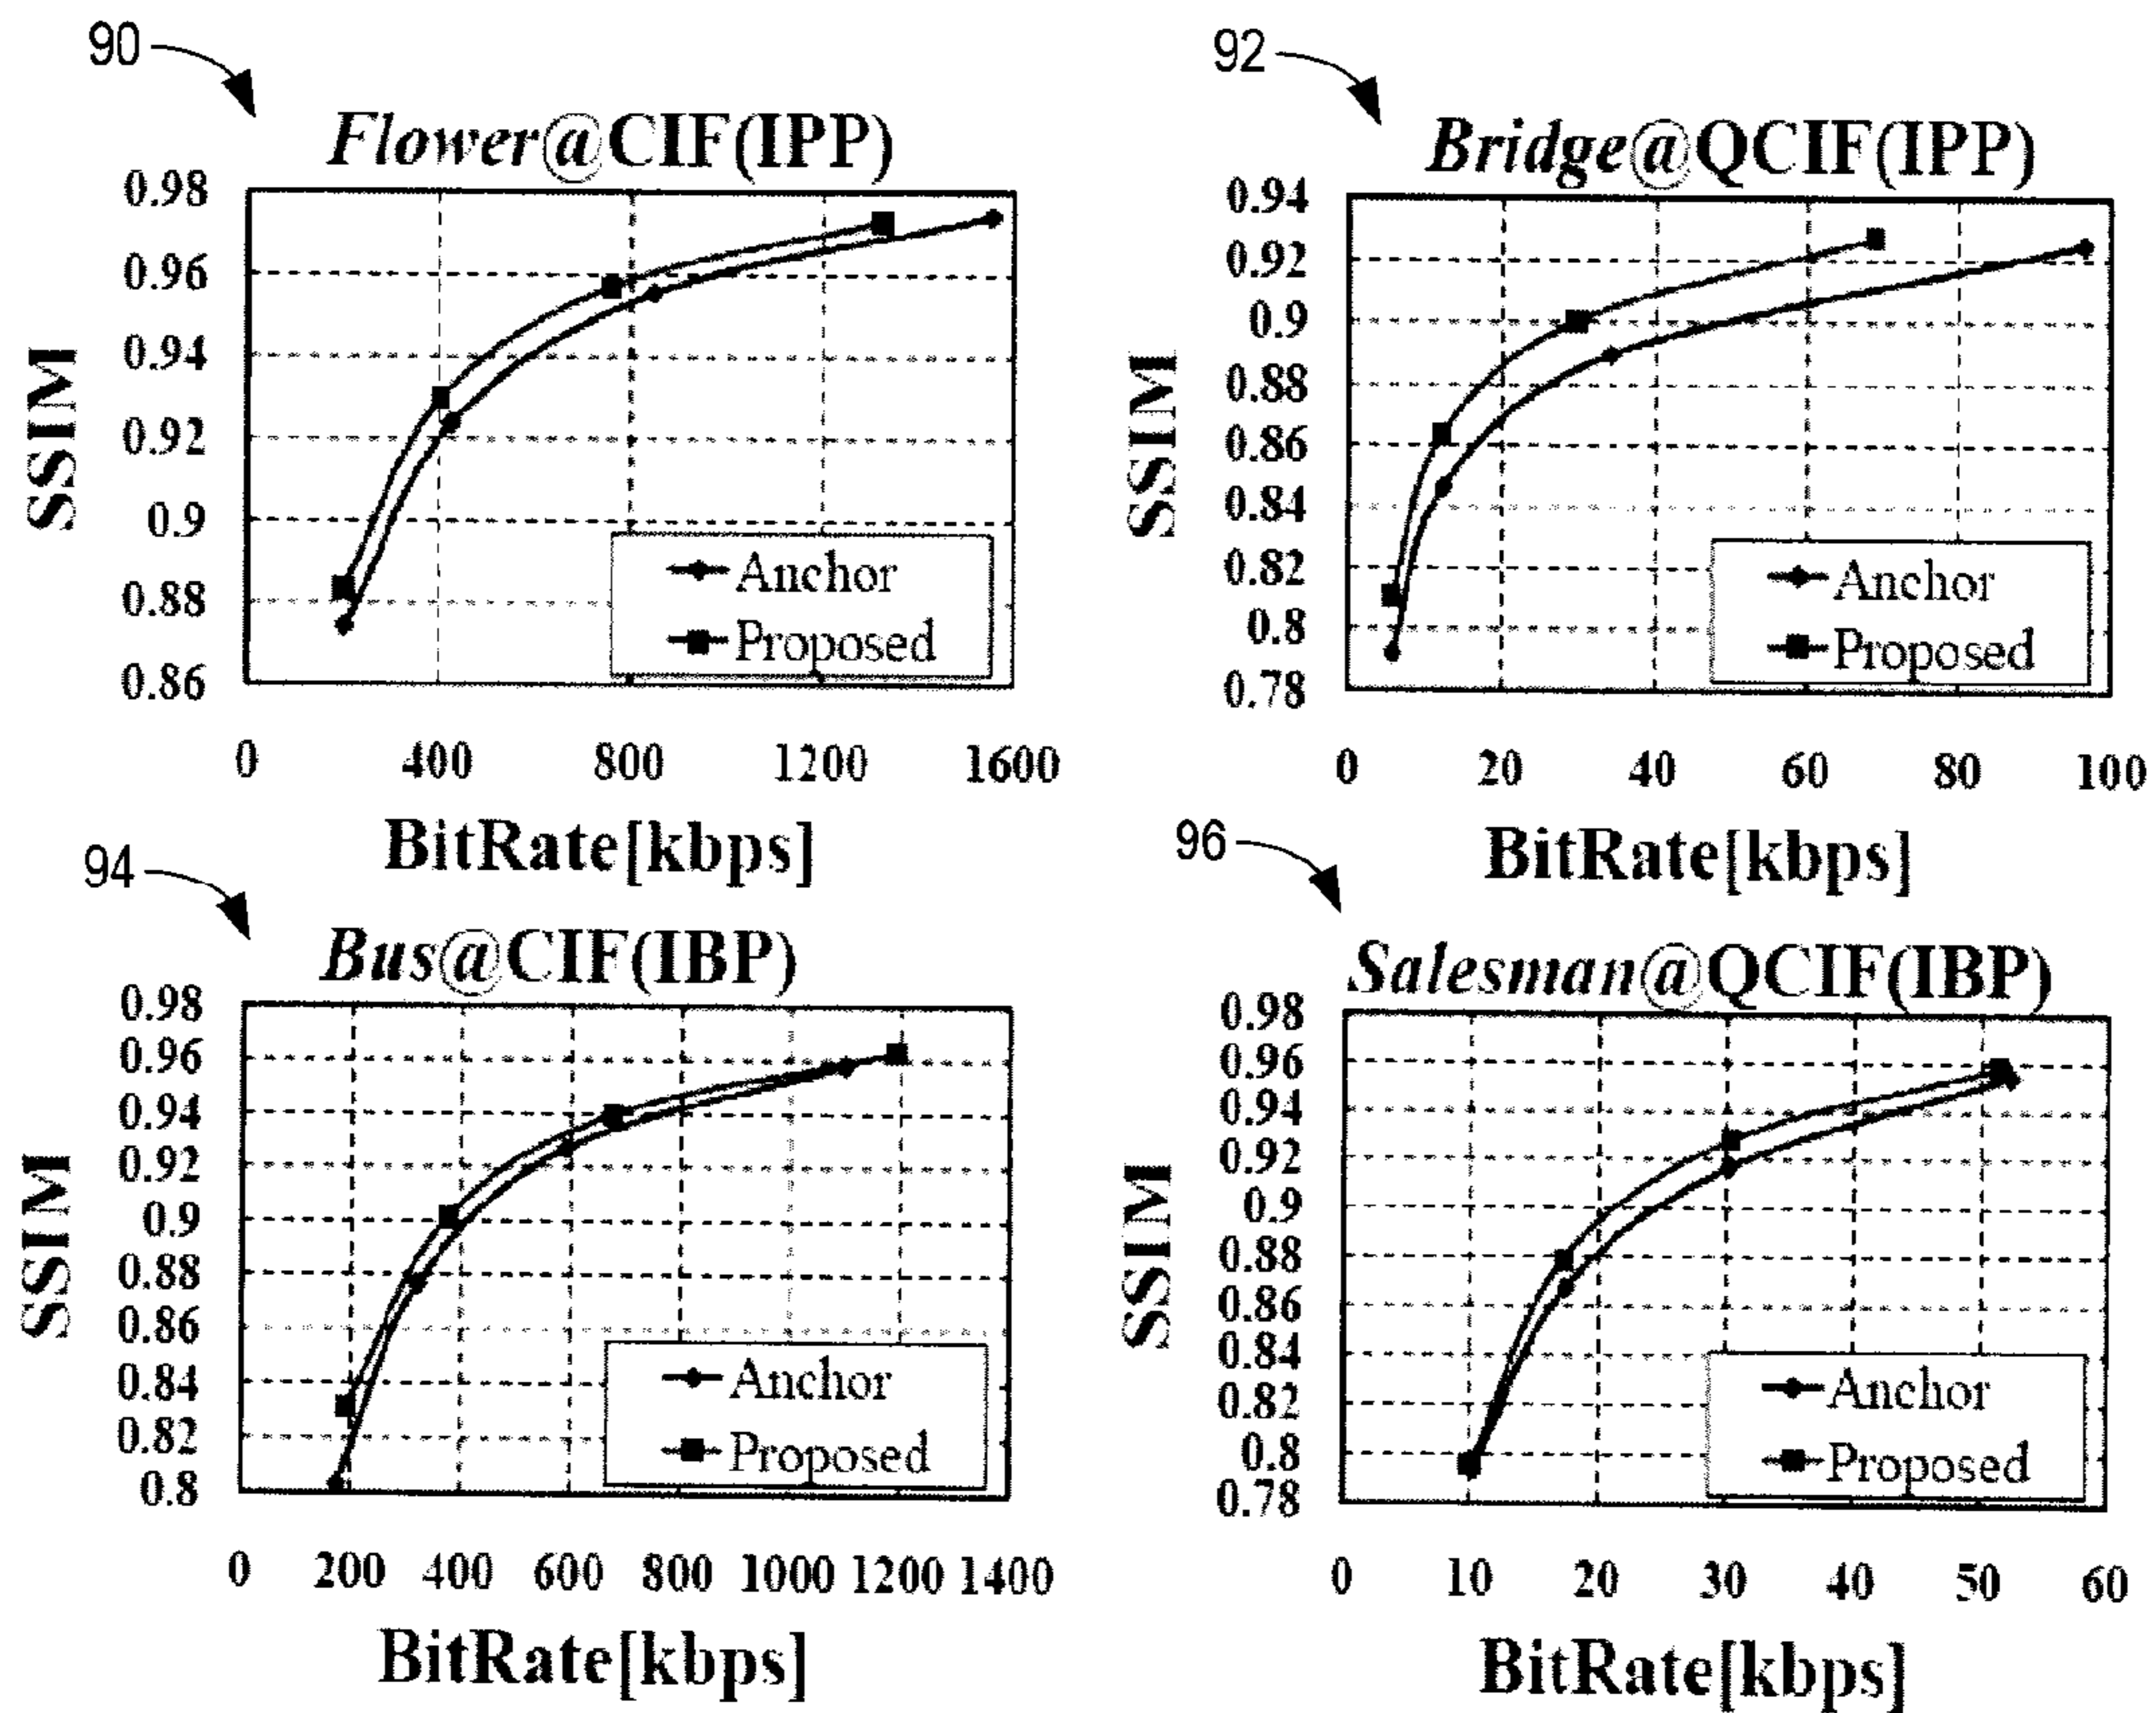 90
Flower@CIF(IPP)
SSIM
0.98
0.96
0.94
0.92
0.9
0.88
0.86
Anchor
Proposed
0 400 800 1200 1600
BitRate[kbps]
92
Bridge@QCIF(IPP)
SSIM
0.94
0.92
0.9
0.88
0.86
0.84
0.82
0.8
0.78
Anchor
Proposed
0 20 40 60 80 100
BitRate[kbps]
94
Bus@CIF(IBP)
SSIM
0.98
0.96
0.94
0.92
0.9
0.88
0.86
0.84
0.82
0.8
Anchor
Proposed
0 200 400 600 800 1000 1200 1400
BitRate[kbps]
96
Salesman@QCIF(IBP)
SSIM
0.98
0.96
0.94
0.92
0.9
0.88
0.86
0.84
0.82
0.8
0.78
Anchor
Proposed
0 10 20 30 40 50 60
BitRate[kbps]